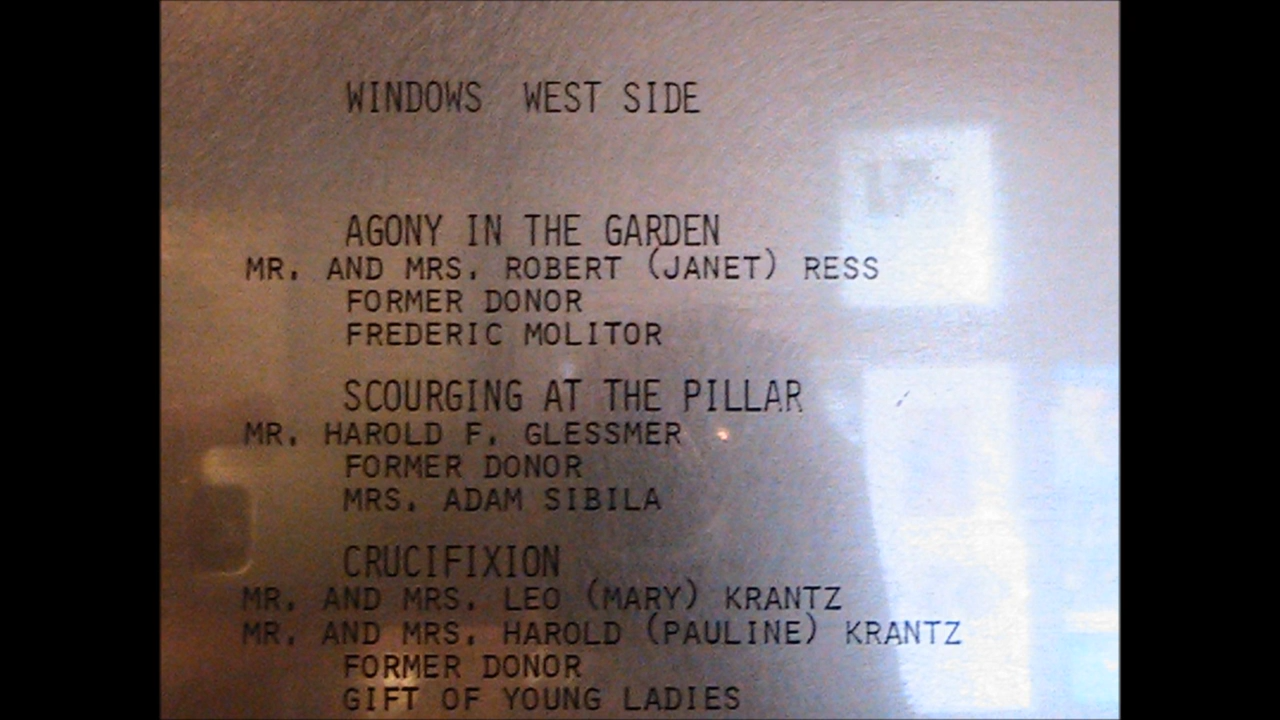 WINDOWS WEST SIDE
AGONY IN THE GARDEN
MR. AND MRS. ROBERT (JANET) RESS
FORMER DONOR
FREDERIC MOLITOR
SCOURGING AT THE PILLAR
MR. HAROLD F. GLESSMER
FORMER DONOR
MRS. ADAM SIBILA
CRUCIFIXION
MR. AND MRS. LEO (MARY) KRANTZ
MR. AND MRS. HAROLD (PAULINE) KRANTZ
FORMER DONOR
GIFT OF YOUNG LADIES